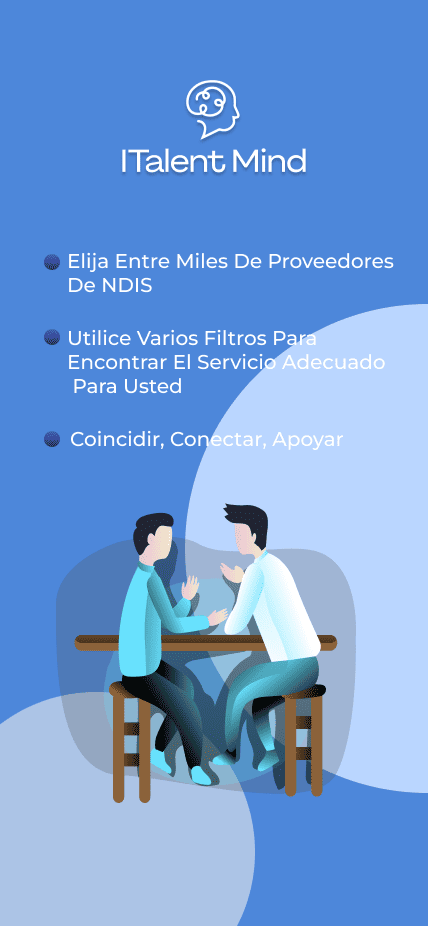 ITalent Mind
Elija Entre Miles De Proveedores
De NDIS
Utilice Varios Filtros Para
Encontrar El Servicio Adecuado
Para Usted
Coincidir, Conectar, Apoyar